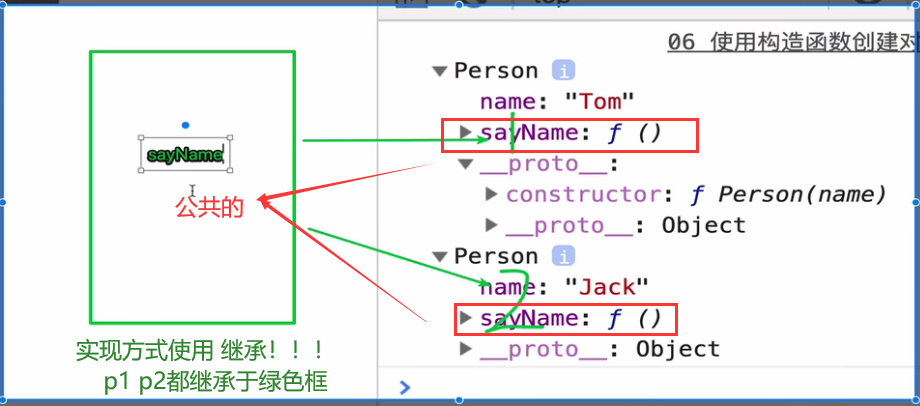 06 使用构造函数创建对
Person i
name: "Tom"
sayName: ƒ ()
__proto__:
constructor: ƒ Person(name)
__proto__: Object
Person i
name: "Jack"
sayName: ƒ ()
__proto__: Object
1
2
sayName
公共的
实现方式使用 继承！！！
p1 p2都继承于绿色框